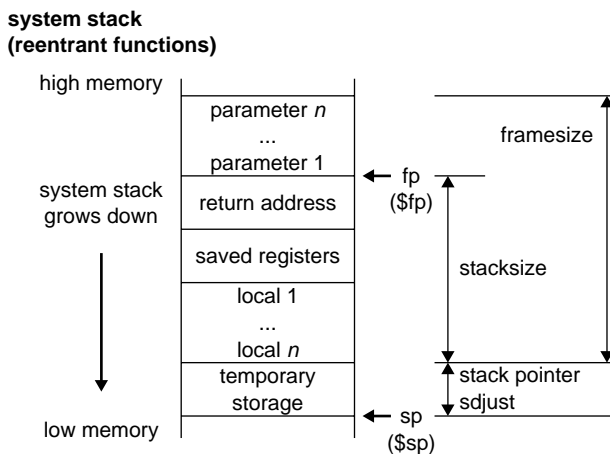 system stack
(reentrant functions)
high memory
parameter n
...
parameter 1
framesize
fp
($fp)
system stack
grows down
return address
saved registers
stacksize
local 1
...
local n
temporary
storage
stack pointer
sdjust
sp
($sp)
low memory